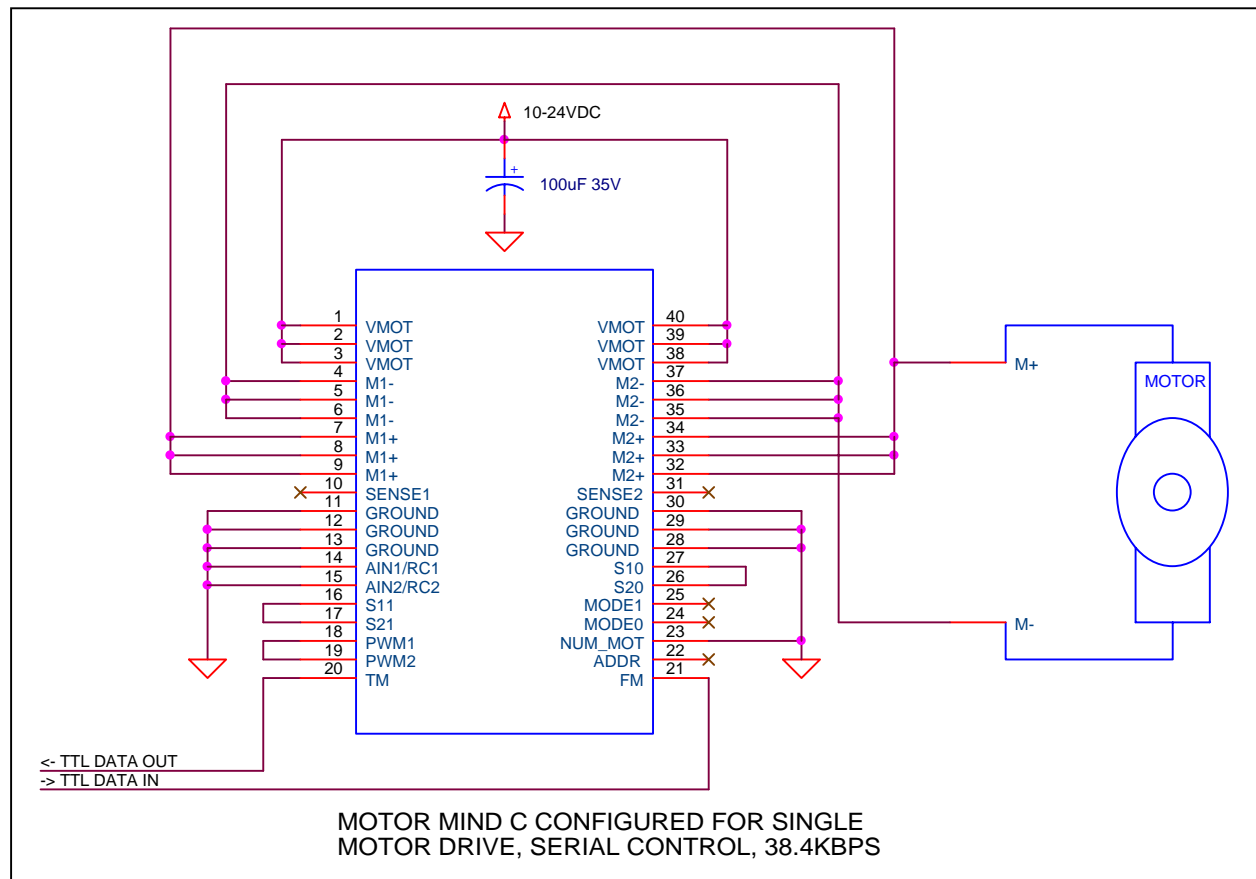 10-24VDC
+
100uF 35V
1 VMOT VMOT 40
2 VMOT VMOT 39
3 VMOT VMOT 38
4 M1- M2- 37
5 M1- M2- 36
6 M1- M2- 35
7 M1+ M2+ 34
8 M1+ M2+ 33
9 M1+ M2+ 32
10 SENSE1 SENSE2 31
11 GROUND GROUND 30
12 GROUND GROUND 29
13 GROUND GROUND 28
14 AIN1/RC1 S10 27
15 AIN2/RC2 S20 26
16 S11 MODE1 25
17 S21 MODE0 24
18 PWM1 NUM_MOT 23
19 PWM2 ADDR 22
20 TM FM 21
M+
MOTOR
M-
<- TTL DATA OUT
-> TTL DATA IN
MOTOR MIND C CONFIGURED FOR SINGLE
MOTOR DRIVE, SERIAL CONTROL, 38.4KBPS